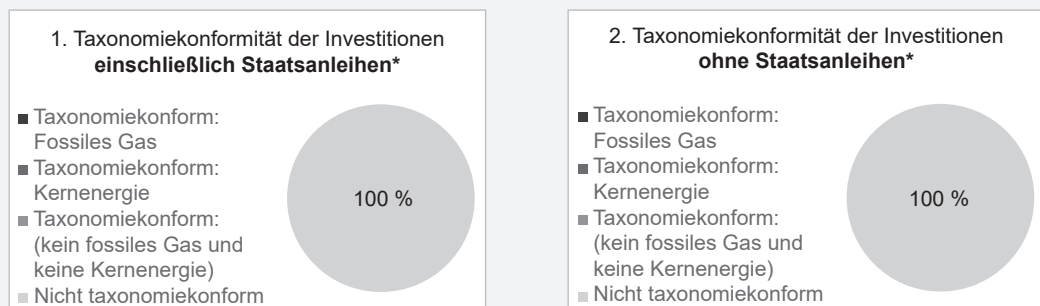 1. Taxonomiekonformität der Investitionen
einschließlich Staatsanleihen*
Taxonomiekonform:
Fossiles Gas
Taxonomiekonform:
Kernenergie
Taxonomiekonform:
(kein fossiles Gas und
keine Kernenergie)
Nicht taxonomiekonform
100 %
2. Taxonomiekonformität der Investitionen
ohne Staatsanleihen*
Taxonomiekonform:
Fossiles Gas
Taxonomiekonform:
Kernenergie
Taxonomiekonform:
(kein fossiles Gas und
keine Kernenergie)
Nicht taxonomiekonform
100 %